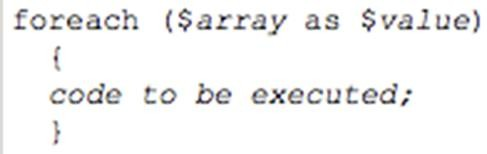 foreach ($array as $value)
{
code to be executed;
}